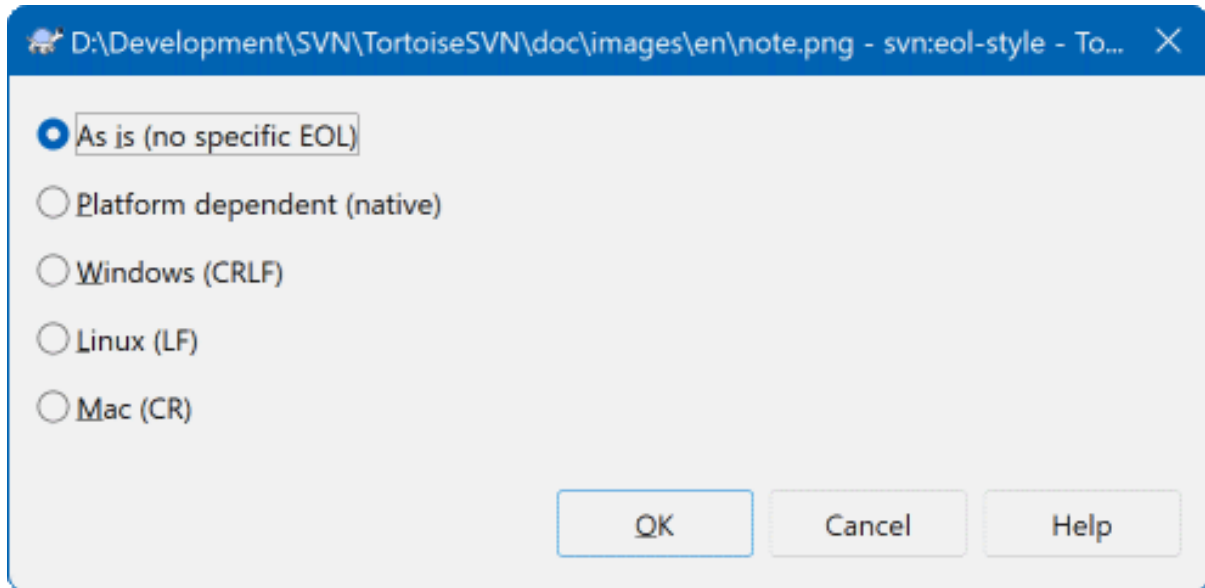 D:\Development\SVN\TortoiseSVN\doc\images\en\note.png - svn:eol-style - To...
As is (no specific EOL)
Platform dependent (native)
Windows (CRLF)
Linux (LF)
Mac (CR)
OK Cancel Help